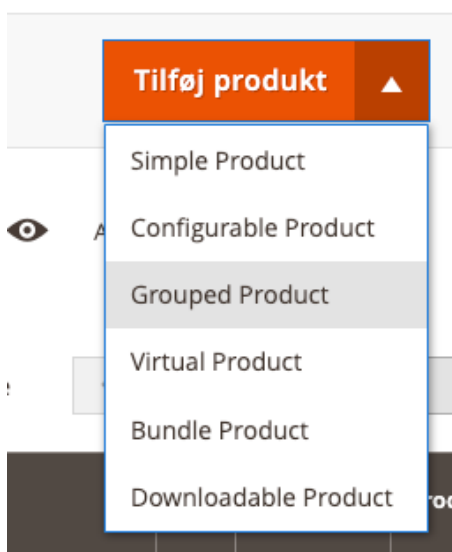 Tilføj produkt
Simple Product
Configurable Product
Grouped Product
Virtual Product
Bundle Product
Downloadable Product